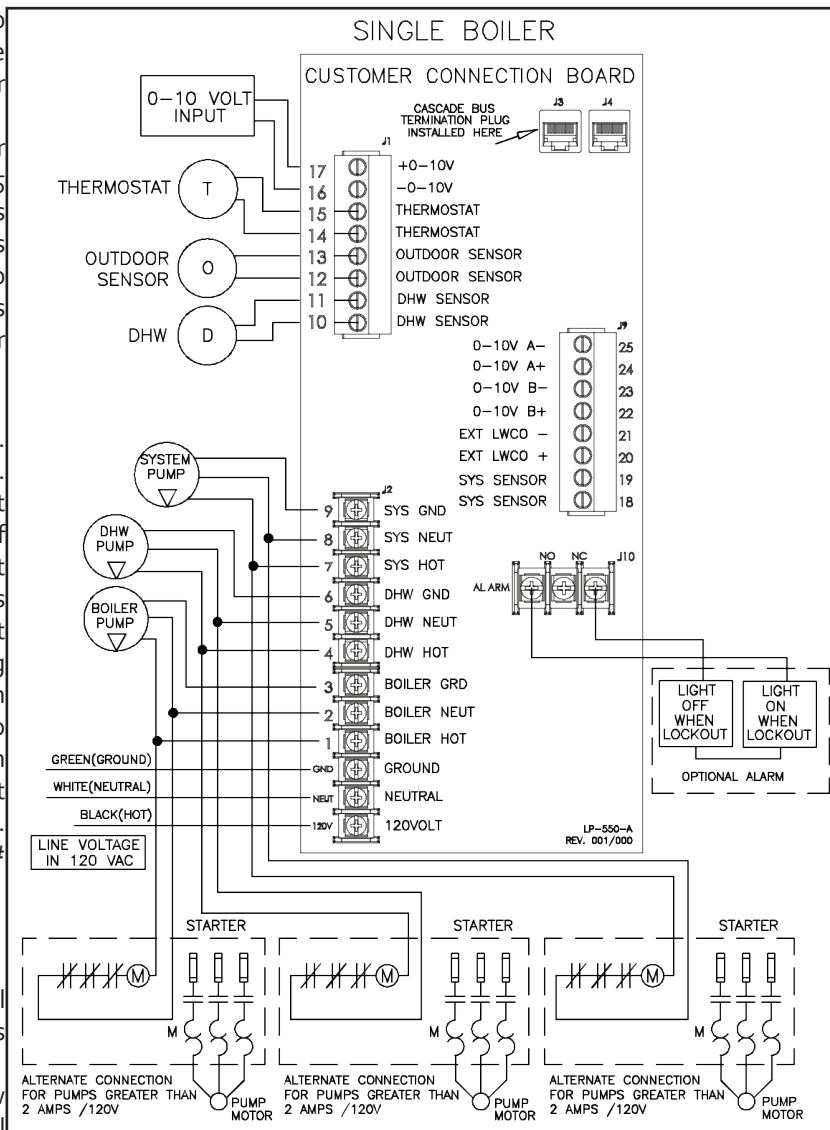 SINGLE BOILER
CUSTOMER CONNECTION BOARD
0-10 VOLT
INPUT
CASCADE BUS
TERMINATION PLUG
INSTALLED HERE
J3
J4
J1
17 +0-10V
16 -0-10V
THERMOSTAT
T
15 THERMOSTAT
14 THERMOSTAT
OUTDOOR
SENSOR
O
13 OUTDOOR SENSOR
12 OUTDOOR SENSOR
DHW
D
11 DHW SENSOR
10 DHW SENSOR
J9
0-10V A- 25
0-10V A+ 24
0-10V B- 23
0-10V B+ 22
EXT LWCO - 21
EXT LWCO + 20
SYS SENSOR 19
SYS SENSOR 18
SYSTEM
PUMP
DHW
PUMP
BOILER
PUMP
J2
9 SYS GND
8 SYS NEUT
7 SYS HOT
6 DHW GND
5 DHW NEUT
4 DHW HOT
3 BOILER GRD
2 BOILER NEUT
1 BOILER HOT
GREEN(GROUND) GND GROUND
WHITE(NEUTRAL) NEUT NEUTRAL
BLACK(HOT) 120V 120VOLT
LINE VOLTAGE
IN 120 VAC
NO NC J10
ALARM
LIGHT
OFF
WHEN
LOCKOUT
LIGHT
ON
WHEN
LOCKOUT
OPTIONAL ALARM
LP-550-A
REV. 001/000
STARTER
M
M
ALTERNATE CONNECTION
FOR PUMPS GREATER THAN
2 AMPS /120V
PUMP
MOTOR
STARTER
M
M
ALTERNATE CONNECTION
FOR PUMPS GREATER THAN
2 AMPS /120V
PUMP
MOTOR
STARTER
M
M
ALTERNATE CONNECTION
FOR PUMPS GREATER THAN
2 AMPS /120V
PUMP
MOTOR